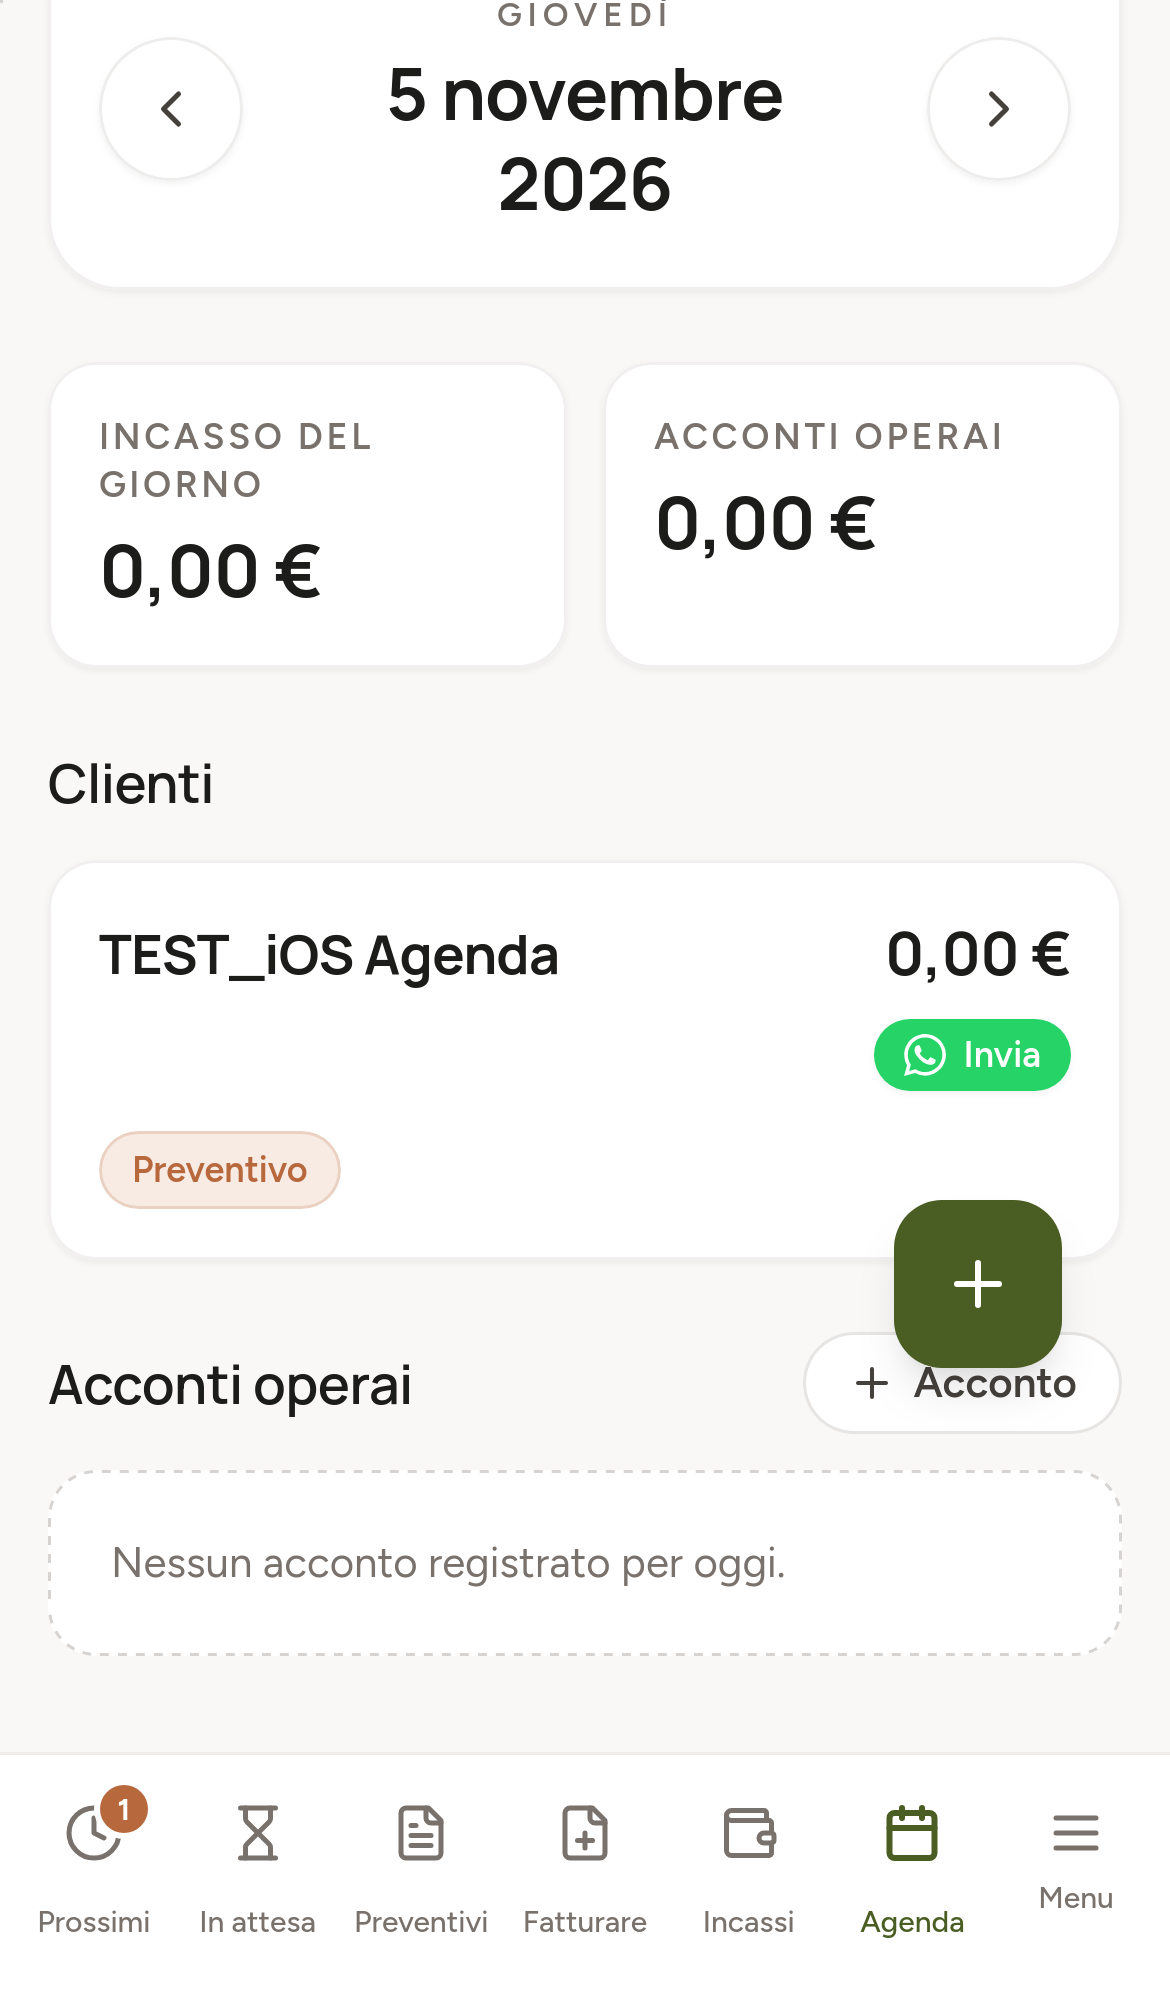 GIOVEDÌ
5 novembre
2026
INCASSO DEL
GIORNO
0,00 €
ACCONTI OPERAI
0,00 €
Clienti
TEST_iOS Agenda
0,00 €
Invia
Preventivo
Acconti operai
Acconto
Nessun acconto registrato per oggi.
1
Prossimi
In attesa
Preventivi
Fatturare
Incassi
Agenda
Menu